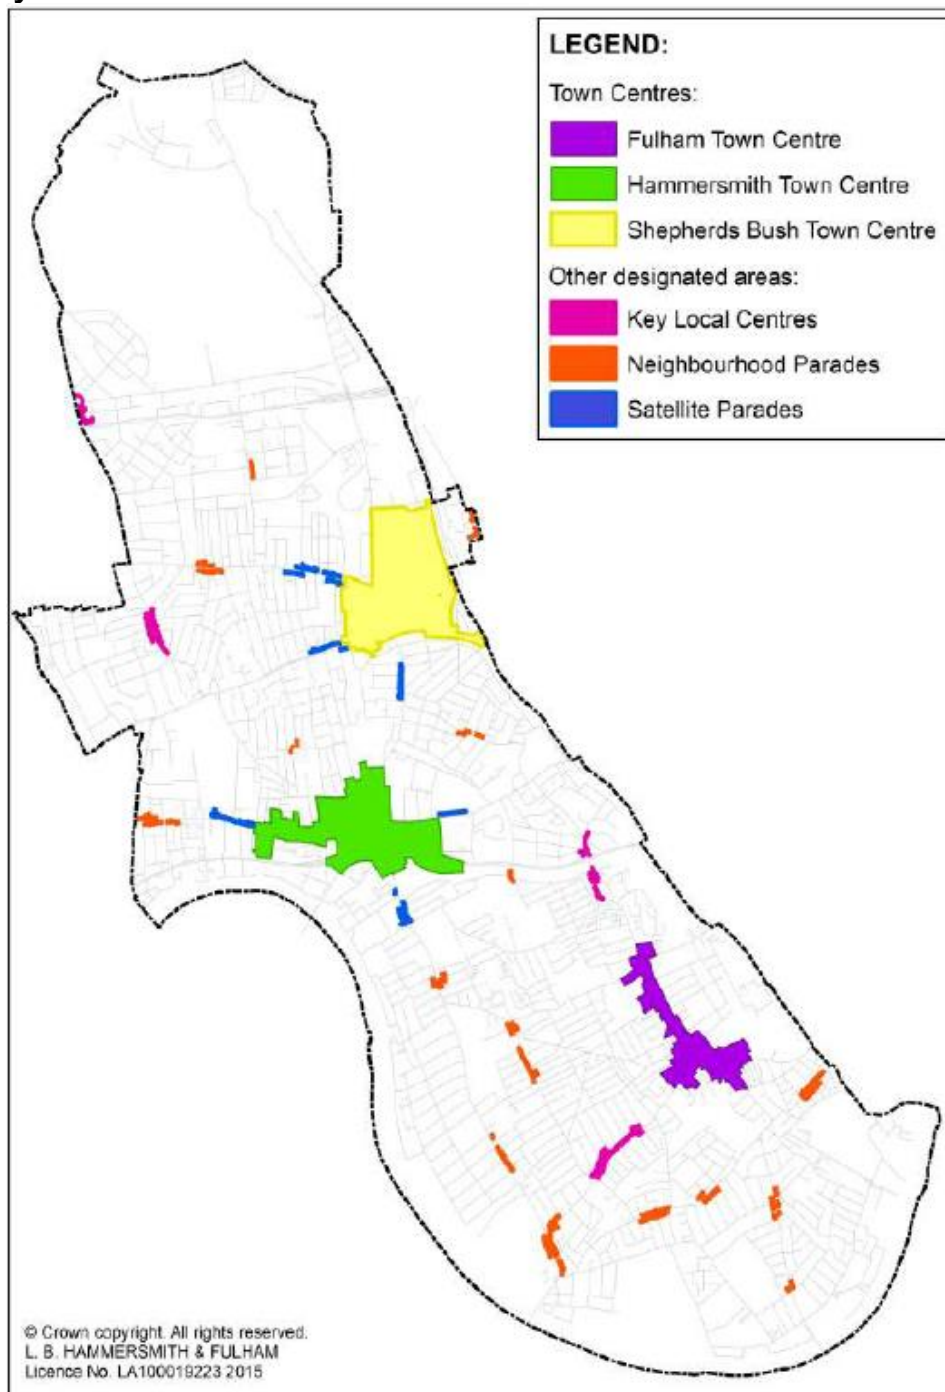 LEGEND:
Town Centres:
Fulham Town Centre
Hammersmith Town Centre
Shepherds Bush Town Centre
Other designated areas:
Key Local Centres
Neighbourhood Parades
Satellite Parades
© Crown copyright. All rights reserved.
L. B. HAMMERSMITH & FULHAM
Licence No. LA100019223 2015